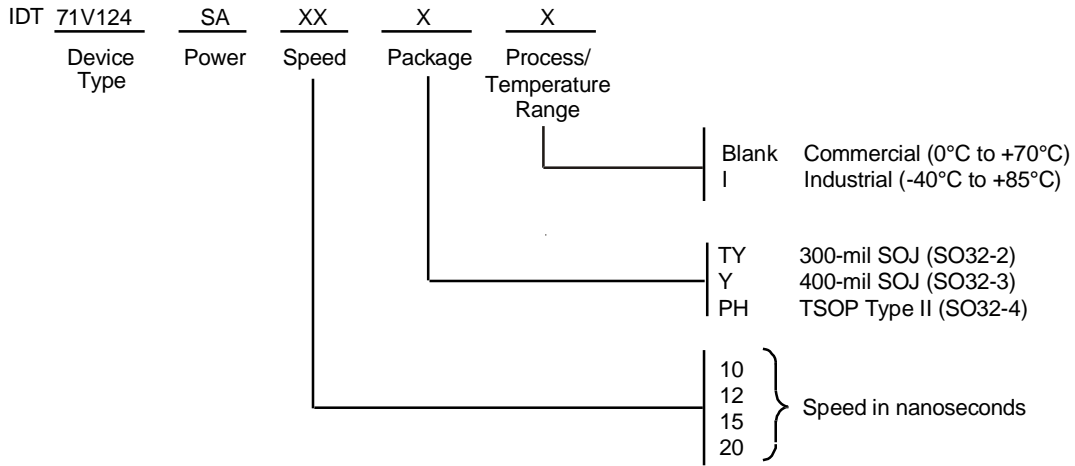 IDT 71V124 SA XX X X
Device Type
Power
Speed
Package
Process/
Temperature
Range
Blank Commercial (0°C to +70°C)
I Industrial (-40°C to +85°C)
TY 300-mil SOJ (SO32-2)
Y 400-mil SOJ (SO32-3)
PH TSOP Type II (SO32-4)
10
12
15
20
Speed in nanoseconds